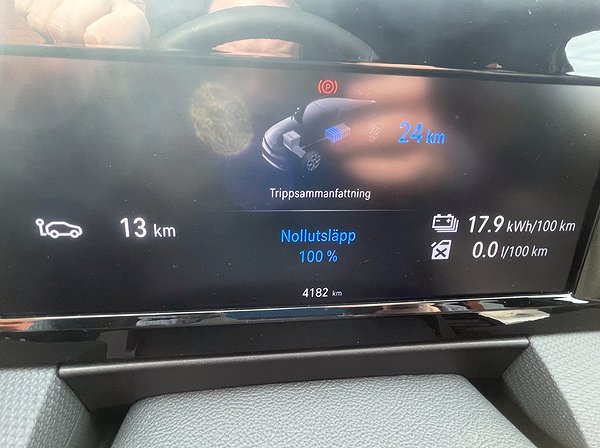 P
24 km
Trippsammanfattning
13 km
17.9 kWh/100 km
Nollutsläpp
0.0 l/100 km
100 %
4182 km